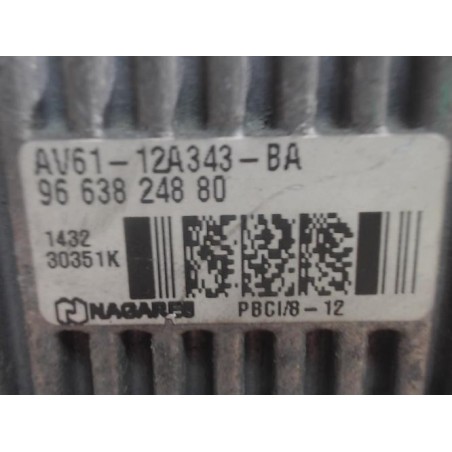 AV61-12A343-BA
96 638 248 80
1432
30351K
NAGARES PBCI/8-12